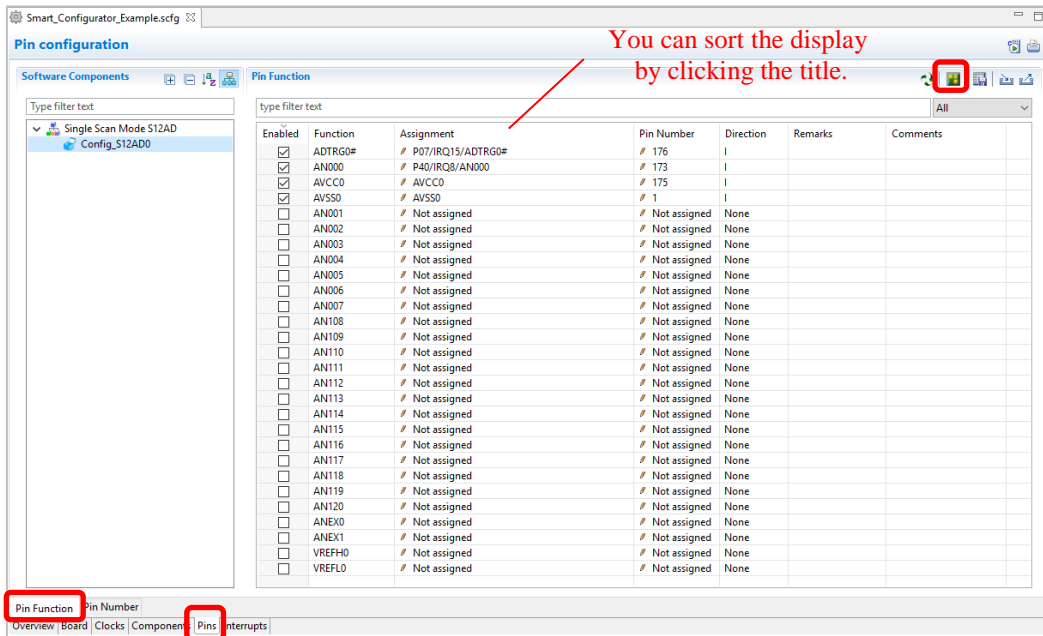 Smart_Configurator_Example.scfg
Pin configuration
You can sort the display
by clicking the title.
Software Components
Pin Function
Type filter text
type filter text
All
Single Scan Mode S12AD
Config_S12AD0
Enabled Function Assignment Pin Number Direction Remarks Comments
ADTRG0# P07/IRQ15/ADTRG0# 176 I
AN000 P40/IRQ8/AN000 173 I
AVCC0 AVCC0 175 I
AVSS0 AVSS0 1 I
AN001 Not assigned Not assigned None
AN002 Not assigned Not assigned None
AN003 Not assigned Not assigned None
AN004 Not assigned Not assigned None
AN005 Not assigned Not assigned None
AN006 Not assigned Not assigned None
AN007 Not assigned Not assigned None
AN108 Not assigned Not assigned None
AN109 Not assigned Not assigned None
AN110 Not assigned Not assigned None
AN111 Not assigned Not assigned None
AN112 Not assigned Not assigned None
AN113 Not assigned Not assigned None
AN114 Not assigned Not assigned None
AN115 Not assigned Not assigned None
AN116 Not assigned Not assigned None
AN117 Not assigned Not assigned None
AN118 Not assigned Not assigned None
AN119 Not assigned Not assigned None
AN120 Not assigned Not assigned None
ANEX0 Not assigned Not assigned None
ANEX1 Not assigned Not assigned None
VREFH0 Not assigned Not assigned None
VREFL0 Not assigned Not assigned None
Pin Function Pin Number
Overview Board Clocks Components Pins Interrupts